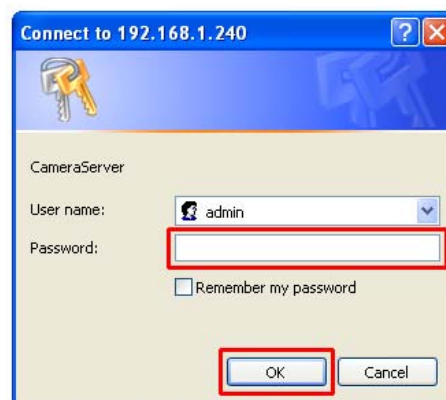 Connect to 192.168.1.240
CameraServer
User name: admin
Password:
Remember my password
OK Cancel